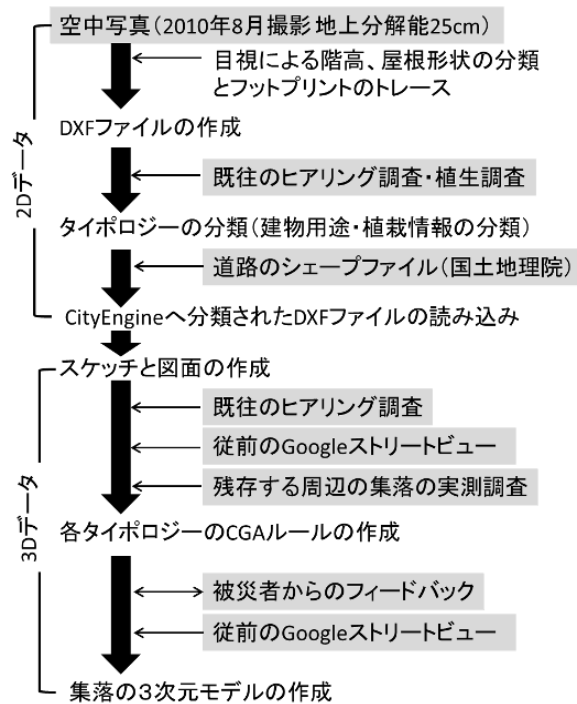 空中写真(2010年8月撮影 地上分解能25cm)
目視による階高、屋根形状の分類
とフットプリントのトレース
DXFファイルの作成
既往のヒアリング調査・植生調査
タイポロジーの分類(建物用途・植栽情報の分類)
道路のシェープファイル(国土地理院)
CityEngineへ分類されたDXFファイルの読み込み
2Dデータ
スケッチと図面の作成
既往のヒアリング調査
従前のGoogleストリートビュー
残存する周辺の集落の実測調査
各タイポロジーのCGAルールの作成
被災者からのフィードバック
従前のGoogleストリートビュー
集落の3次元モデルの作成
3Dデータ